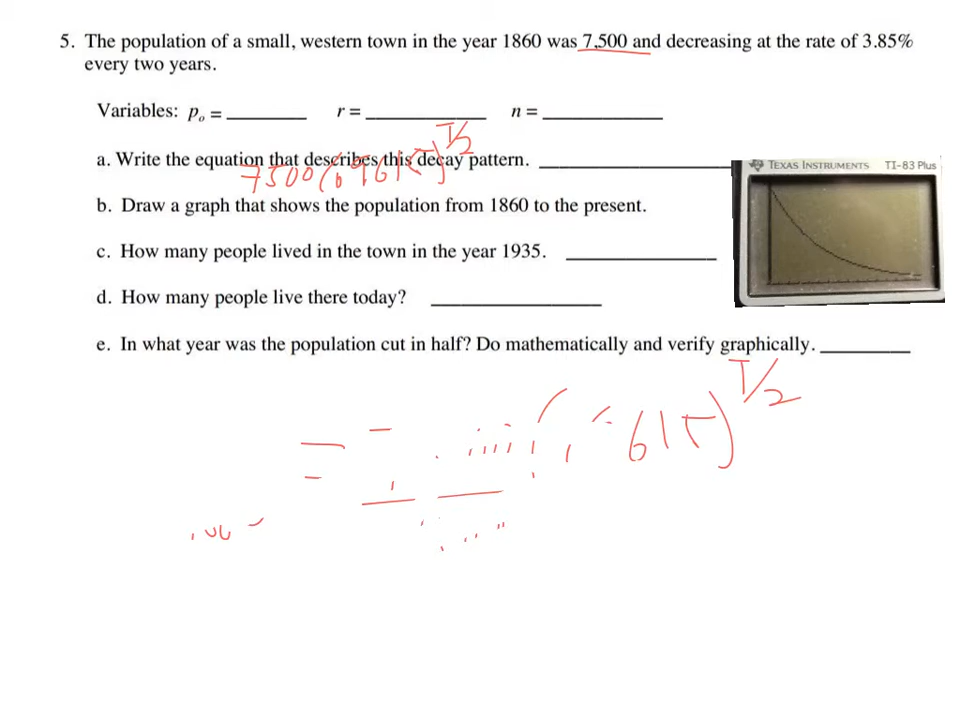 5. The population of a small, western town in the year 1860 was 7,500 and decreasing at the rate of 3.85%
every two years.
Variables: pₒ = ________ r = ____________ n = ____________
a. Write the equation that describes this decay pattern. ____________________
7500(.9615)^T/2
TEXAS INSTRUMENTS TI-83 Plus
b. Draw a graph that shows the population from 1860 to the present.
c. How many people lived in the town in the year 1935. _______________
d. How many people live there today? _________________
e. In what year was the population cut in half? Do mathematically and verify graphically. _________
615)^T/2